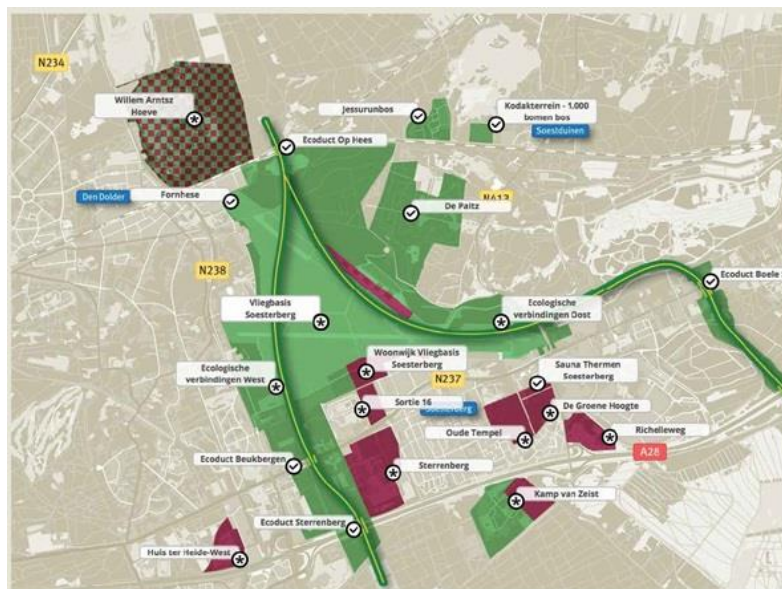 N234
Willem Arntsz
Hoeve
Jessurunbos
Kodakterrein - 1.000
bomen bos
Soestduinen
Ecoduct Op Hees
Den Dolder
Fornhese
De Paltz
N413
N238
Ecoduct Boele
Vliegbasis
Soesterberg
Ecologische
verbindingen Oost
Woonwijk Vliegbasis
Soesterberg
Ecologische
verbindingen West
N237
Sauna Thermen
Soesterberg
Sortie 16
Soesterberg
De Groene Hoogte
Oude Tempel
Richelleweg
A28
Ecoduct Beukbergen
Sterrenberg
Kamp van Zeist
Ecoduct Sterrenberg
Huis ter Heide-West